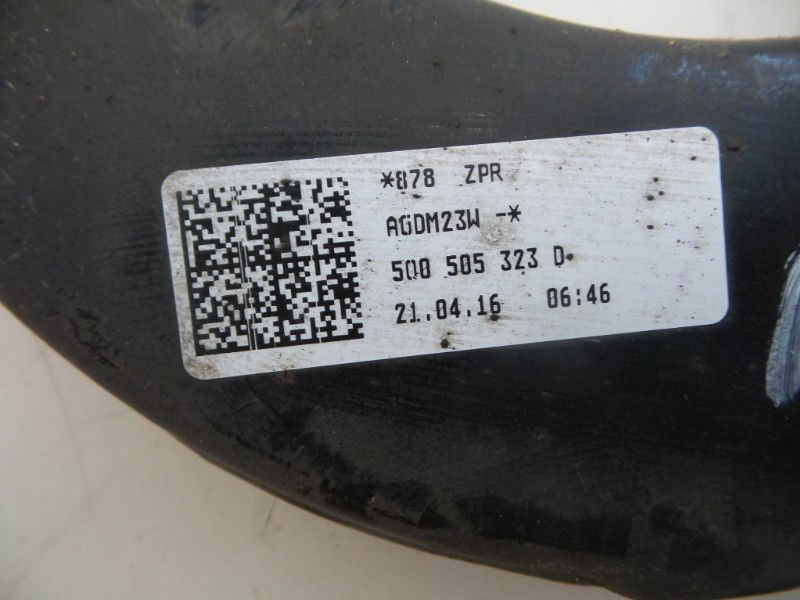 *878 ZPR
AGDM23W -*
5Q0 505 323 D
21.04.16 06:46